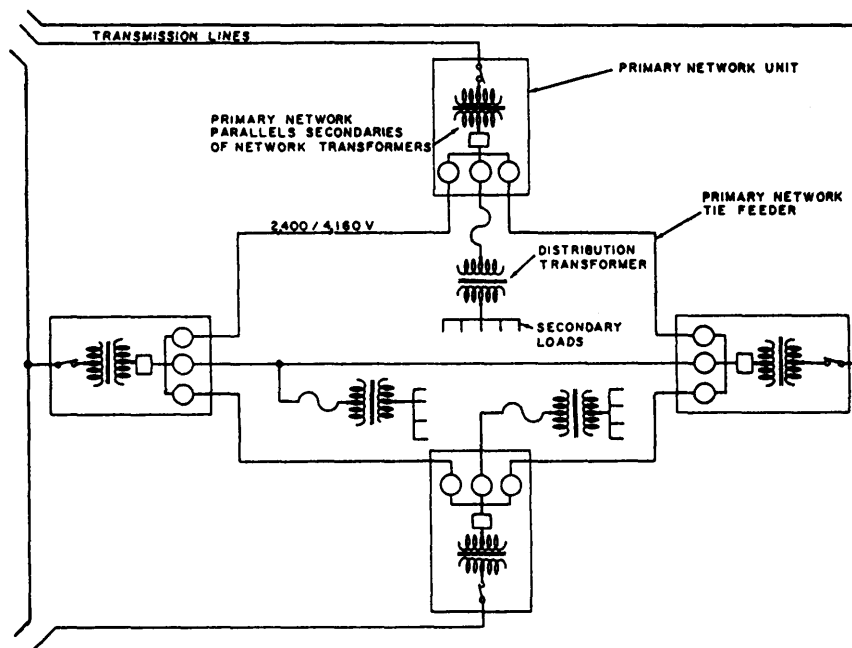 TRANSMISSION LINES
PRIMARY NETWORK UNIT
PRIMARY NETWORK
PARALLELS SECONDARIES
OF NETWORK TRANSFORMERS
PRIMARY NETWORK
TIE FEEDER
2,400 / 4,160 V
DISTRIBUTION
TRANSFORMER
SECONDARY
LOADS